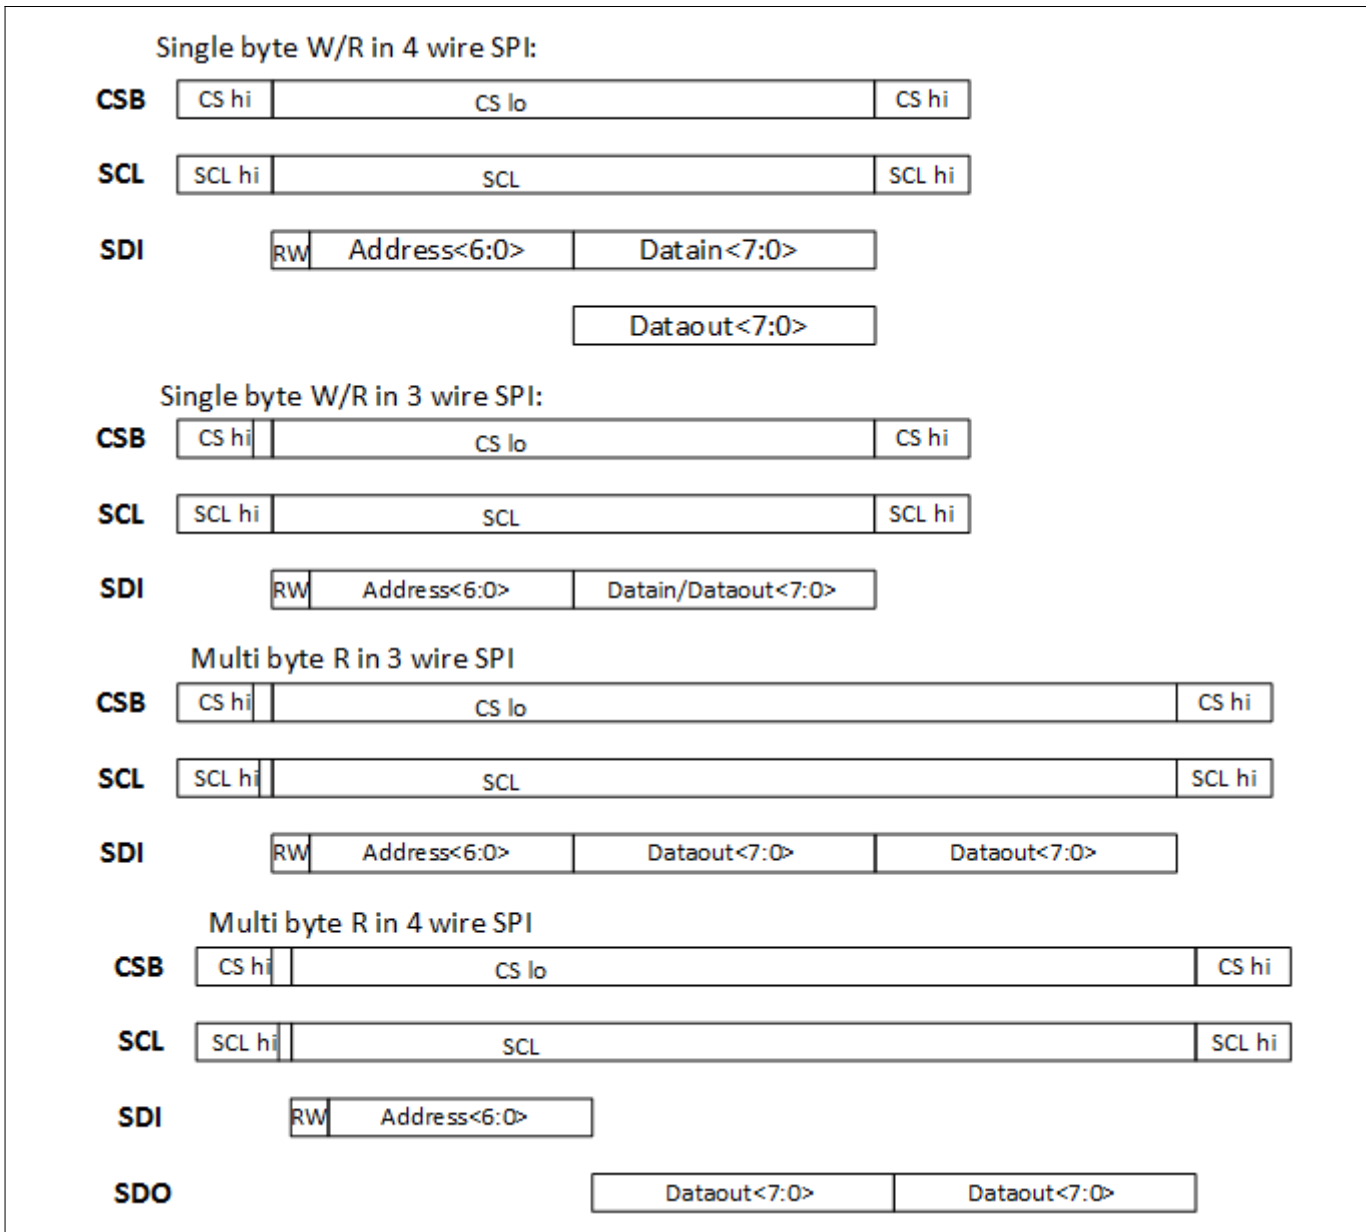 Single byte W/R in 4 wire SPI:
CSB CS hi CS lo CS hi
SCL SCL hi SCL SCL hi
SDI RW Address<6:0> Datain<7:0>
Dataout<7:0>
Single byte W/R in 3 wire SPI:
CSB CS hi CS lo CS hi
SCL SCL hi SCL SCL hi
SDI RW Address<6:0> Datain/Dataout<7:0>
Multi byte R in 3 wire SPI
CSB CS hi CS lo CS hi
SCL SCL hi SCL SCL hi
SDI RW Address<6:0> Dataout<7:0> Dataout<7:0>
Multi byte R in 4 wire SPI
CSB CS hi CS lo CS hi
SCL SCL hi SCL SCL hi
SDI RW Address<6:0>
SDO Dataout<7:0> Dataout<7:0>